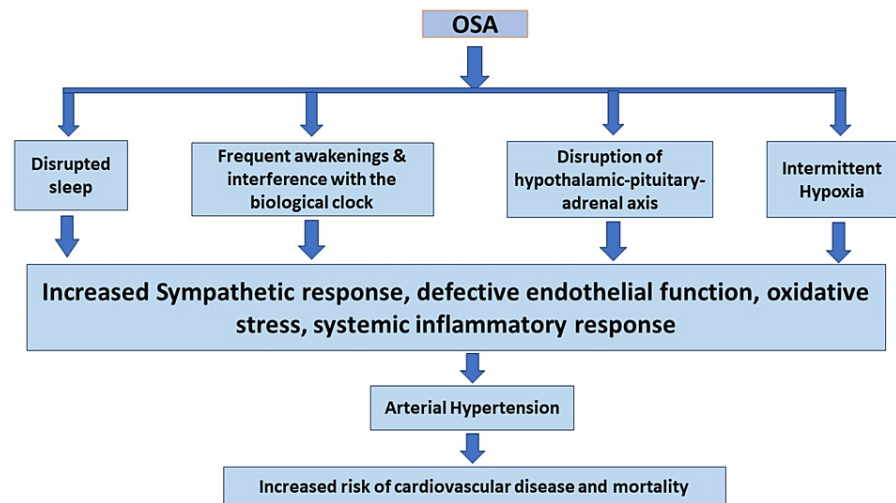 OSA
Disrupted
sleep
Frequent awakenings &
interference with the
biological clock
Disruption of
hypothalamic-pituitary-
adrenal axis
Intermittent
Hypoxia
Increased Sympathetic response, defective endothelial function, oxidative
stress, systemic inflammatory response
Arterial Hypertension
Increased risk of cardiovascular disease and mortality